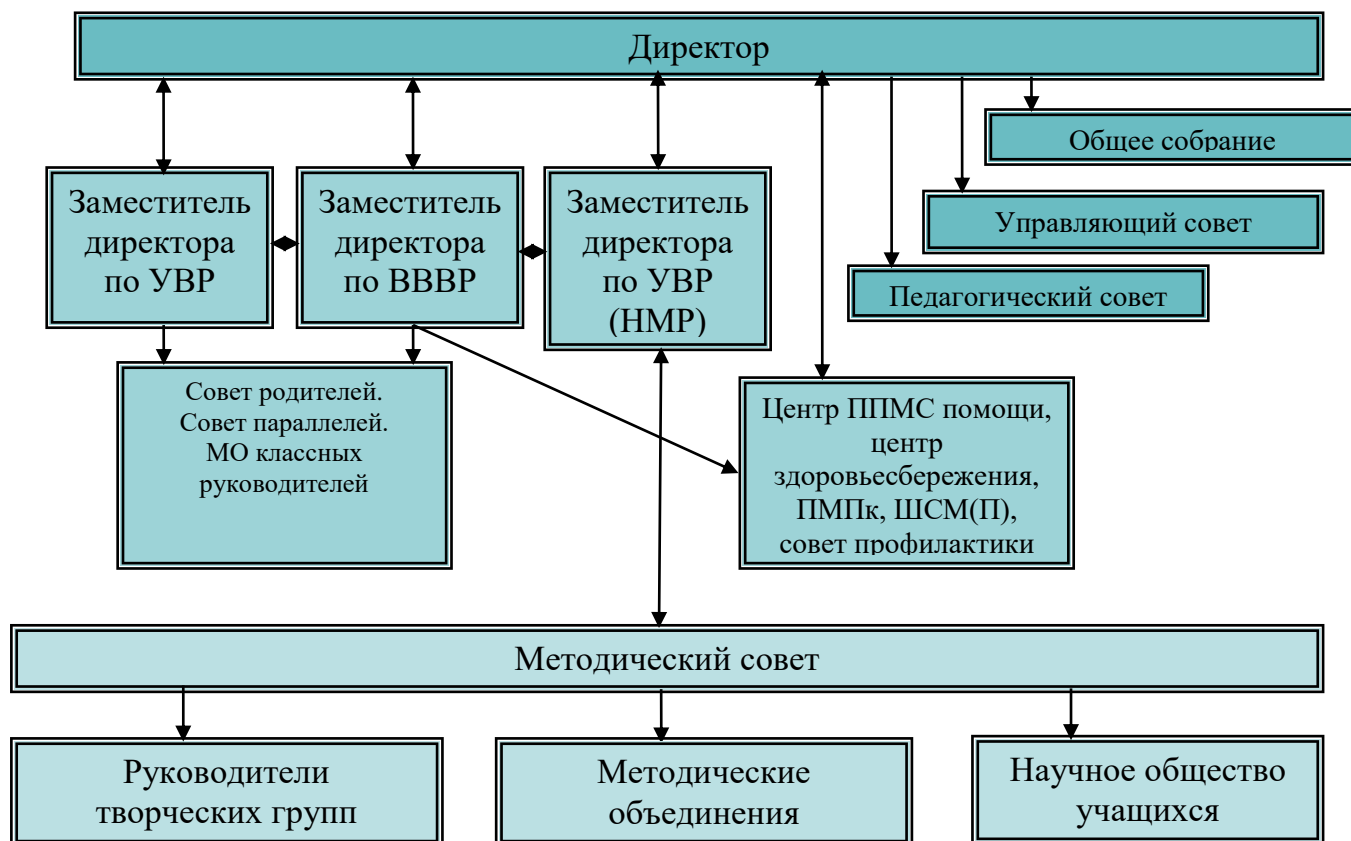 Директор
Общее собрание
Управляющий совет
Педагогический совет
Заместитель
директора
по УВР
Заместитель
директора
по ВВВР
Заместитель
директора
по УВР
(НМР)
Совет родителей.
Совет параллелей.
МО классных
руководителей
Центр ППМС помощи,
центр
здоровьесбережения,
ПМПк, ШСМ(П),
совет профилактики
Методический совет
Руководители
творческих групп
Методические
объединения
Научное общество
учащихся